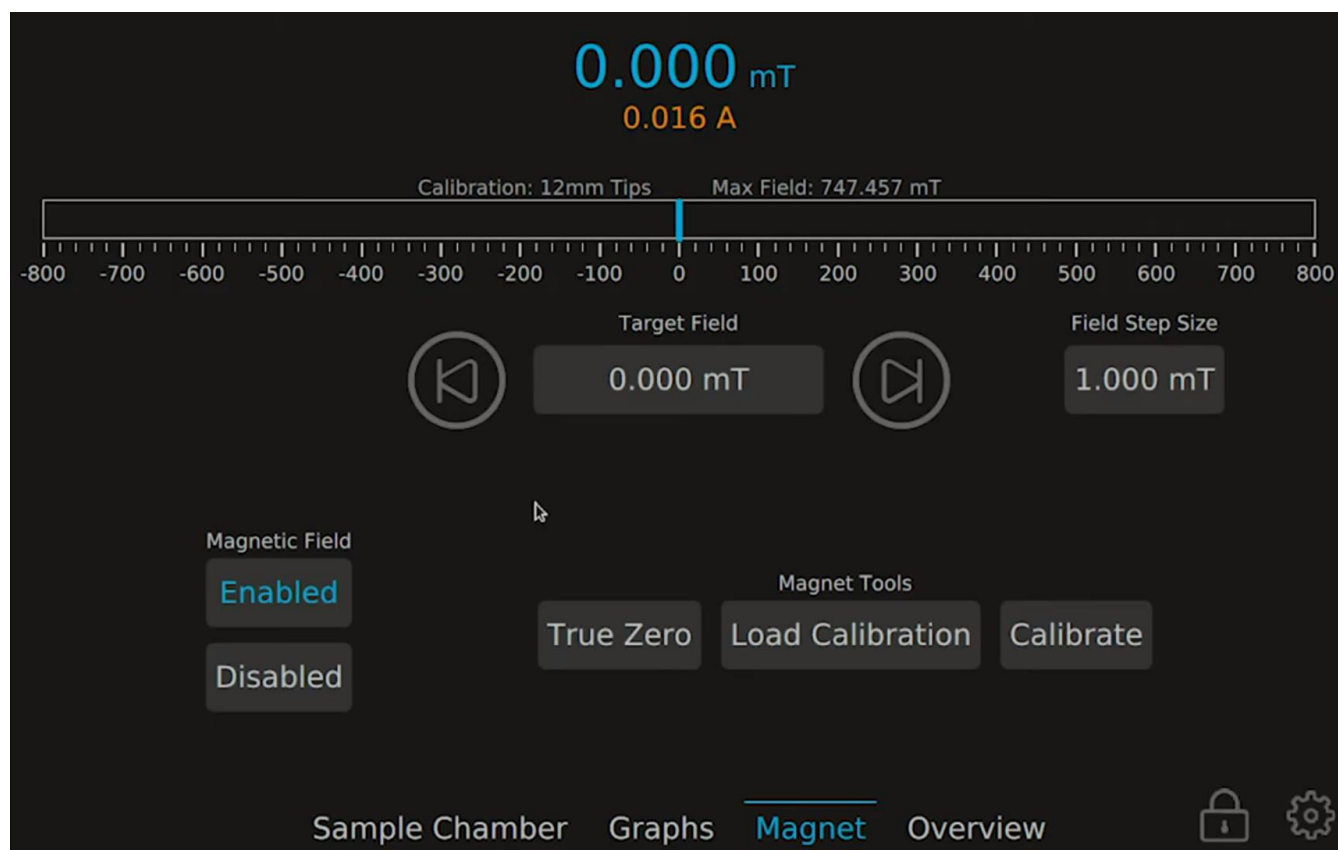 0.000 mT
0.016 A
Calibration: 12mm Tips Max Field: 747.457 mT
-800 -700 -600 -500 -400 -300 -200 -100 0 100 200 300 400 500 600 700 800
Target Field Field Step Size
0.000 mT 1.000 mT
Magnetic Field
Enabled
Magnet Tools
True Zero Load Calibration Calibrate
Disabled
Sample Chamber Graphs Magnet Overview